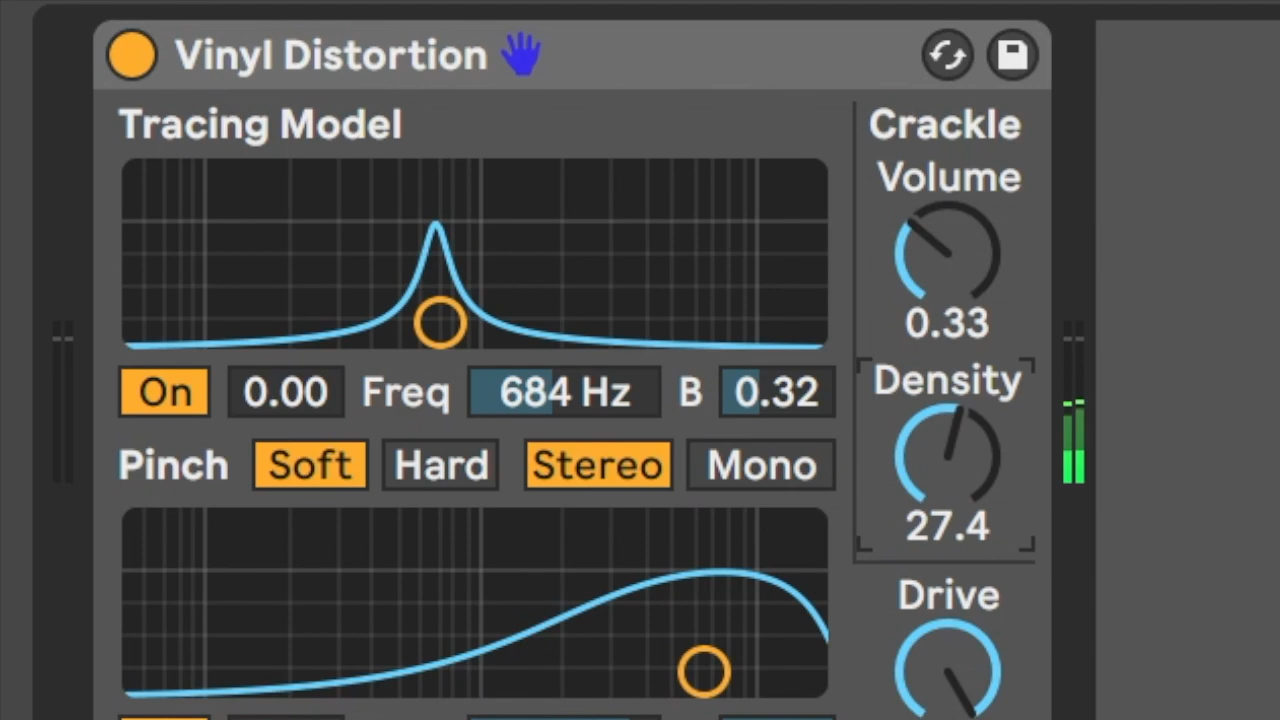 Vinyl Distortion
Tracing Model
Crackle
Volume
0.33
On 0.00 Freq 684 Hz B 0.32
Density
27.4
Pinch Soft Hard Stereo Mono
Drive